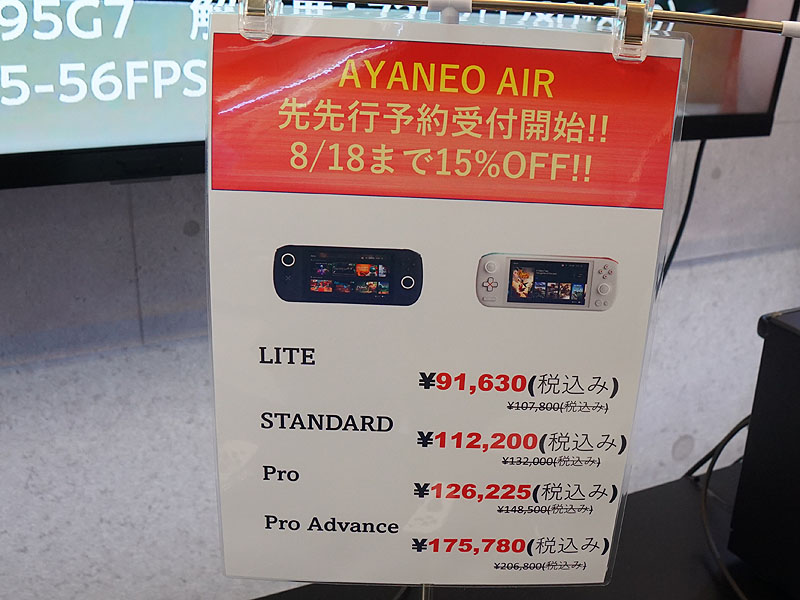 95G7
5-56FPS
AYANEO AIR
先先行予約受付開始!!
8/18まで15%OFF!!
LITE
¥91,630(税込み)
¥107,800(税込み)
STANDARD
¥112,200(税込み)
¥132,000(税込み)
Pro
¥126,225(税込み)
¥148,500(税込み)
Pro Advance
¥175,780(税込み)
¥206,800(税込み)